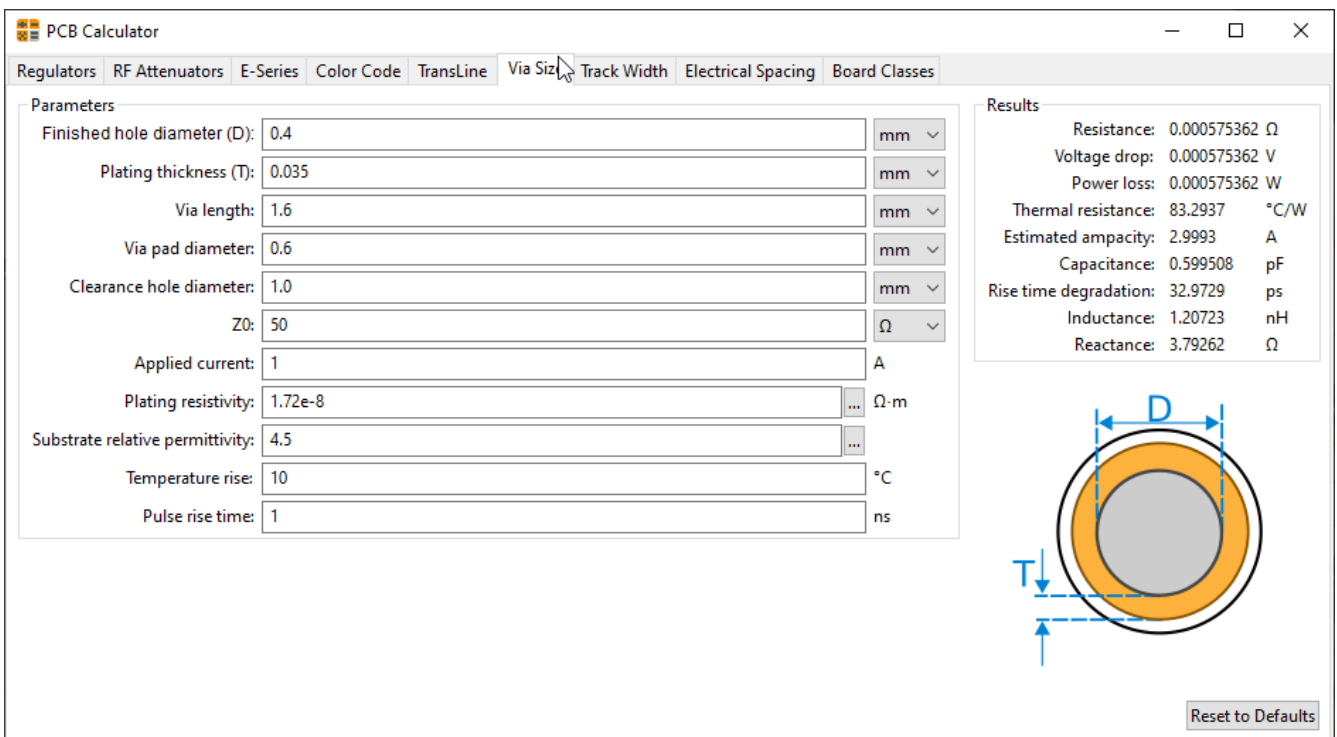 PCB Calculator
Regulators RF Attenuators E-Series Color Code TransLine Via Size Track Width Electrical Spacing Board Classes
Parameters
Finished hole diameter (D): 0.4 mm
Plating thickness (T): 0.035 mm
Via length: 1.6 mm
Via pad diameter: 0.6 mm
Clearance hole diameter: 1.0 mm
Z0: 50 Ω
Applied current: 1 A
Plating resistivity: 1.72e-8 ... Ω·m
Substrate relative permittivity: 4.5 ...
Temperature rise: 10 °C
Pulse rise time: 1 ns
Results
Resistance: 0.000575362 Ω
Voltage drop: 0.000575362 V
Power loss: 0.000575362 W
Thermal resistance: 83.2937 °C/W
Estimated ampacity: 2.9993 A
Capacitance: 0.599508 pF
Rise time degradation: 32.9729 ps
Inductance: 1.20723 nH
Reactance: 3.79262 Ω
D
T
Reset to Defaults